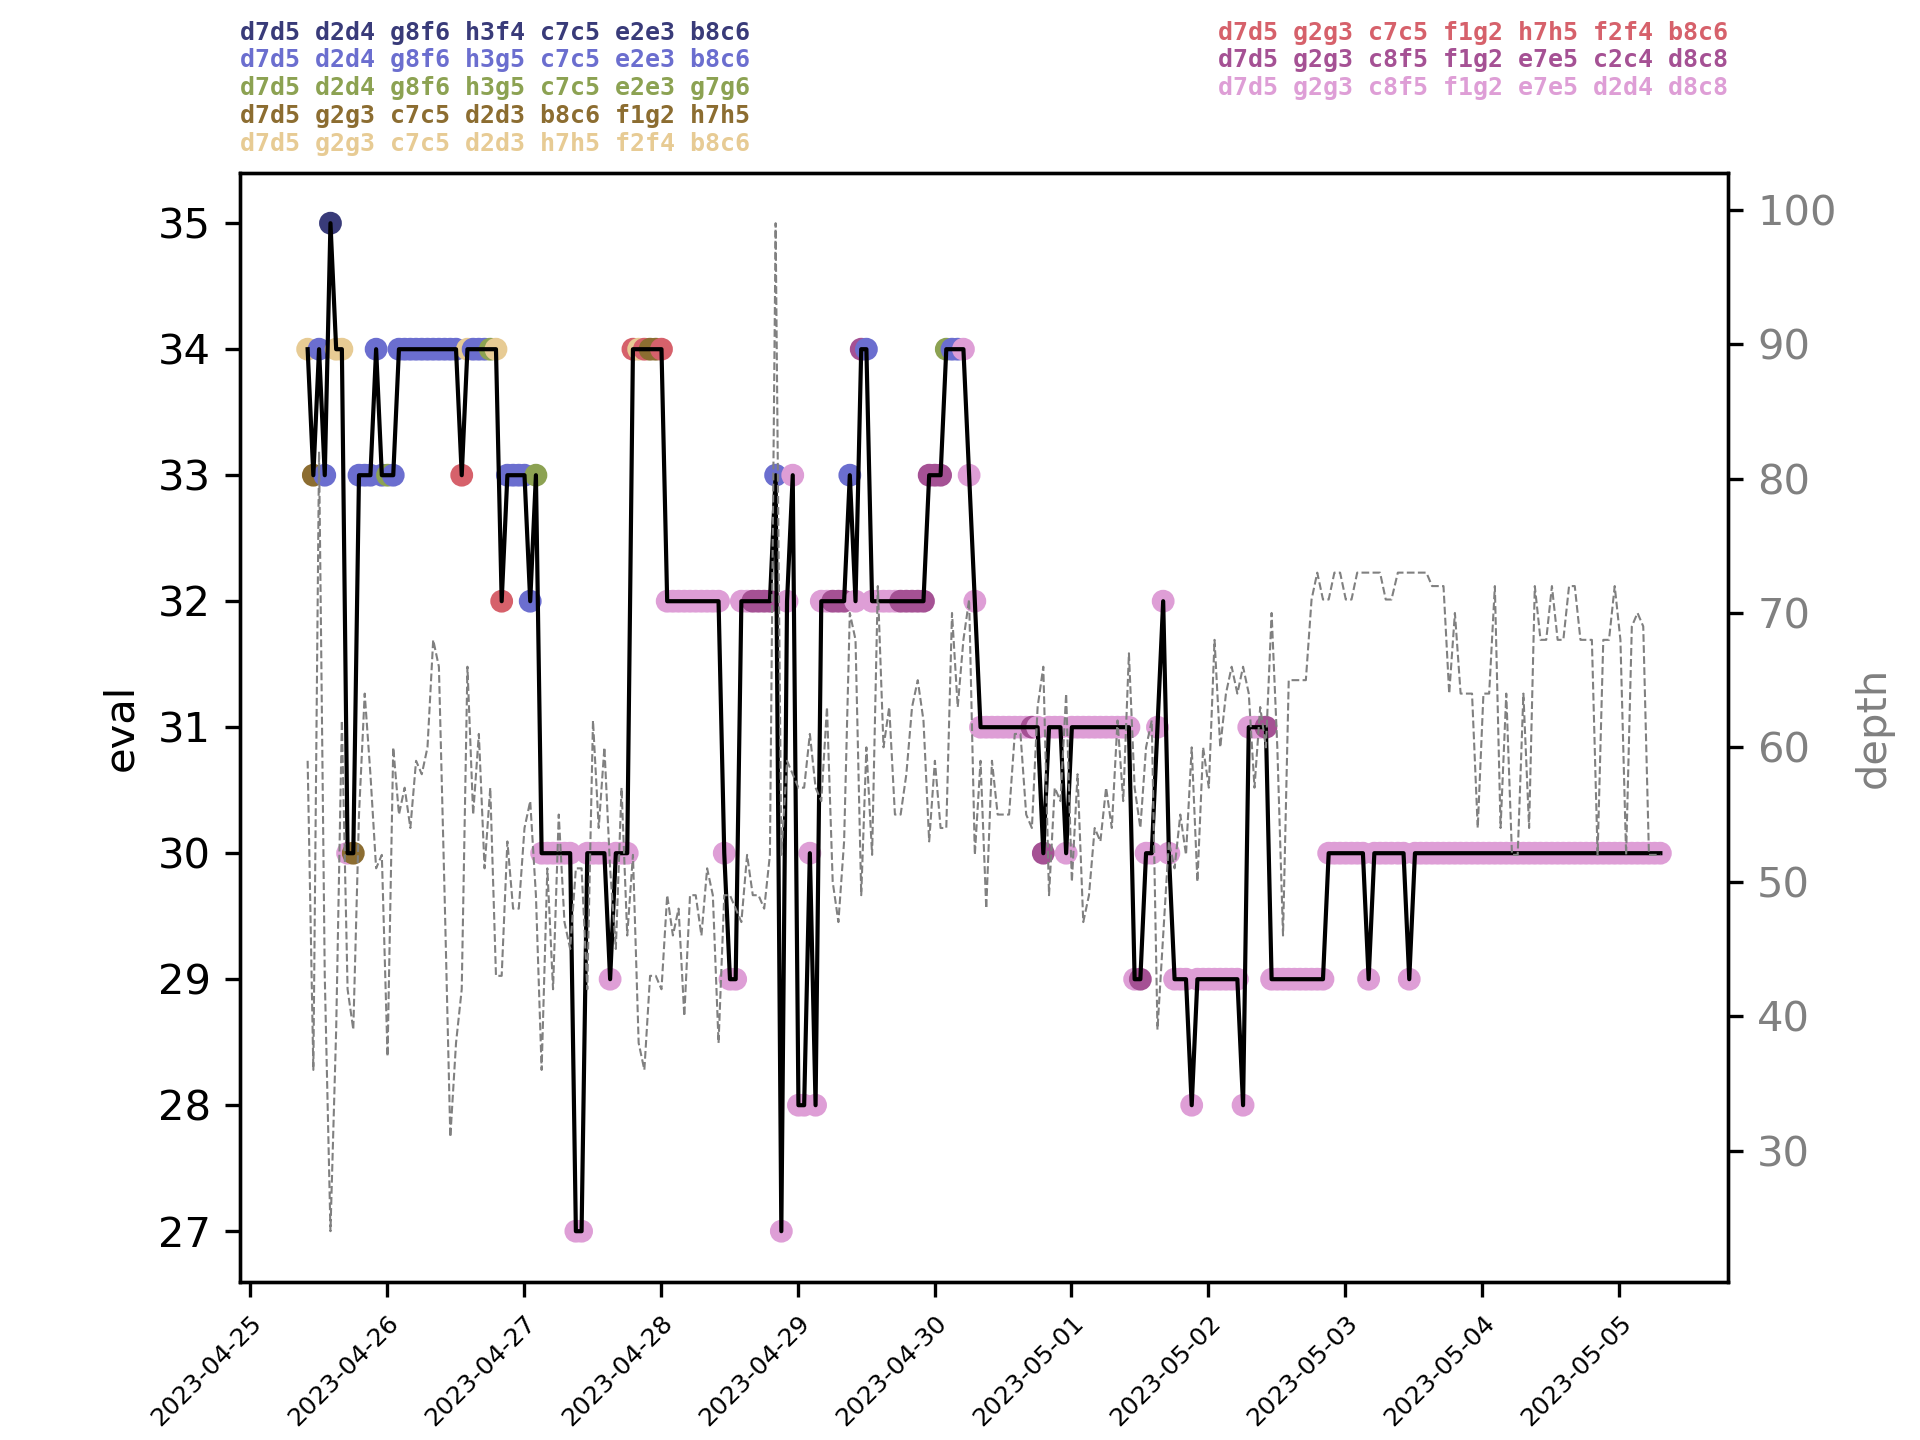 d7d5 d2d4 g8f6 h3f4 c7c5 e2e3 b8c6
d7d5 d2d4 g8f6 h3g5 c7c5 e2e3 b8c6
d7d5 d2d4 g8f6 h3g5 c7c5 e2e3 g7g6
d7d5 g2g3 c7c5 d2d3 b8c6 f1g2 h7h5
d7d5 g2g3 c7c5 d2d3 h7h5 f2f4 b8c6
d7d5 g2g3 c7c5 f1g2 h7h5 f2f4 b8c6
d7d5 g2g3 c8f5 f1g2 e7e5 c2c4 d8c8
d7d5 g2g3 c8f5 f1g2 e7e5 d2d4 d8c8
35
34
33
32
31
30
29
28
27
eval
100
90
80
70
60
50
40
30
depth
2023-04-25
2023-04-26
2023-04-27
2023-04-28
2023-04-29
2023-04-30
2023-05-01
2023-05-02
2023-05-03
2023-05-04
2023-05-05